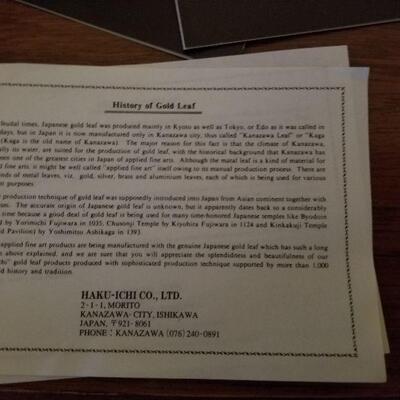 History of Gold Leaf
feudal times, Japanese gold leaf was produced mainly in Kyoto as well as Tokyo, or Edo as it was called in
days, but in Japan it is now manufactured only in Kanazawa city, thus called "Kanazawa Leaf" or "Kaga
(Kaga is the old name of Kanazawa). The major reason for this fact is that the climate of Kanazawa,
ally its water, are suited for the production of gold leaf, with the historical background that Kanazawa has
een one of the greatest cities in Japan of applied fine arts. Although the matal leaf is a kind of material for
d fine arts, it might be well called "applied fine art" itself owing to its manual production process. There are
inds of metal leaves, viz. gold, silver, brass and aluminium leaves, each of which is being used for various
nt purposes.
production technique of gold leaf was supposedly introduced into Japan from Asian continent together with
sm. The accurate origin of Japanese gold leaf is unknown, but it apparently dates back so a considerably
time because a good deal of gold leaf is being used for many time-honored Japanese temples like Byodoin
d by Yorimichi Fujiwara in 1035, Chusonji Temple by Kiyohira Fujiwara in 1124 and Kinkakuji Temple
d Pavilion) by Yoshimitsu Ashikaga in 1393.
applied fine art products are being manufactured with the genuine Japanese gold leaf which has such a long
n above explained, and we are sure that you will appreciate the splendidness and beautifulness of our
chi" gold leaf products produced with sophisticated production technique supported by more than 1,000
ld history and tradition.
HAKU-ICHI CO., LTD.
2-1-1, MORITO
KANAZAWA-CITY, ISHIKAWA
JAPAN, 〒921-8061
PHONE : KANAZAWA (076) 240-0891